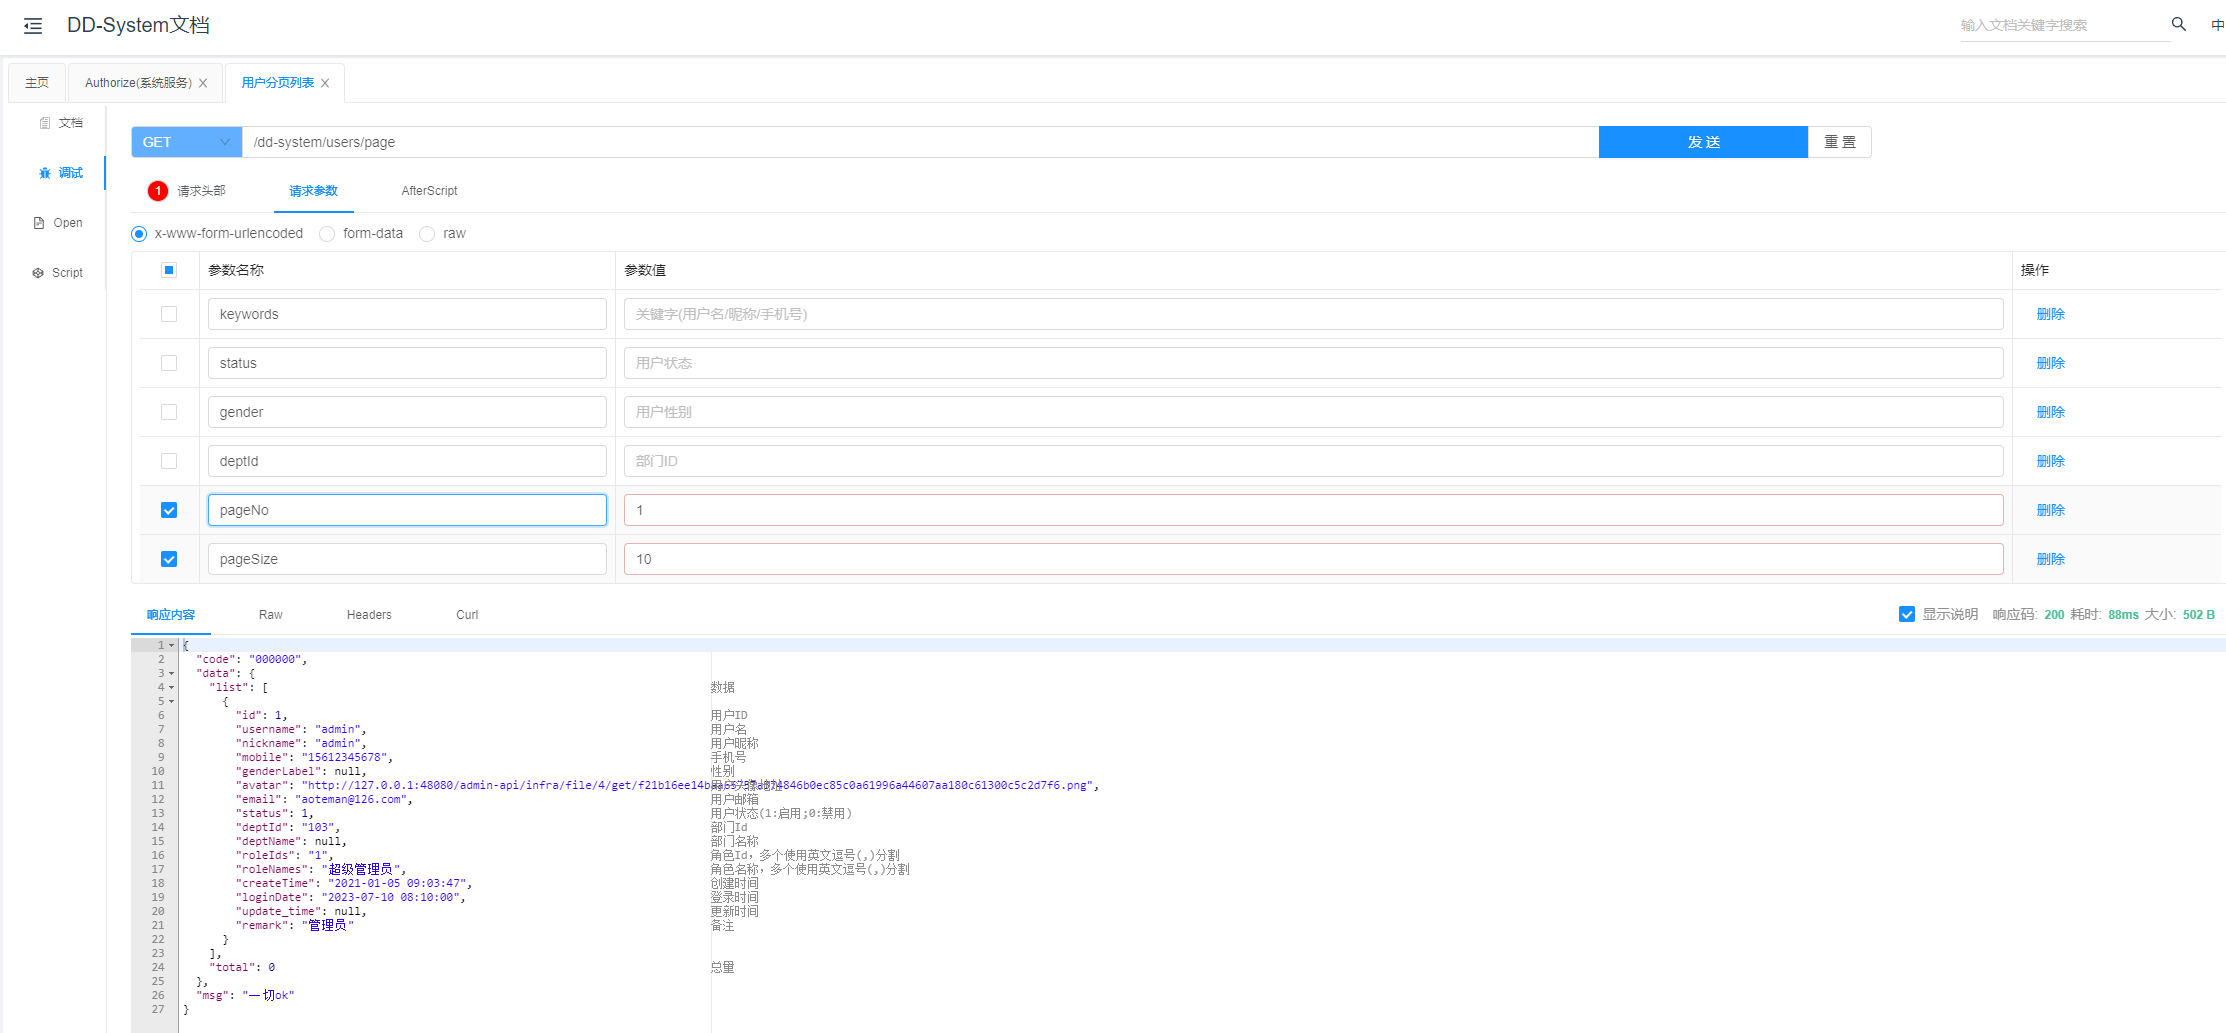 DD-System文档
输入文档关键字搜索
中
主页
Authorize(系统服务)
用户分页列表
文档
调试
Open
Script
GET
/dd-system/users/page
发 送
重 置
1 请求头部
请求参数
AfterScript
x-www-form-urlencoded
form-data
raw
参数名称
参数值
操作
keywords
关键字(用户名/昵称/手机号)
删除
status
用户状态
删除
gender
用户性别
删除
deptId
部门ID
删除
pageNo
1
删除
pageSize
10
删除
响应内容
Raw
Headers
Curl
显示说明
响应码: 200 耗时: 88ms 大小: 502 B
1 {
2 "code": "000000",
3 "data": {
4 "list": [ 数据
5 {
6 "id": 1, 用户ID
7 "username": "admin", 用户名
8 "nickname": "admin", 用户昵称
9 "mobile": "15612345678", 手机号
10 "genderLabel": null, 性别
11 "avatar": "http://127.0.0.1:48080/admin-api/infra/file/4/get/f21b16ee14b 4846b0ec85c0a61996a44607aa180c61300c5c2d7f6.png", 用户头像地址
12 "email": "aoteman@126.com", 用户邮箱
13 "status": 1, 用户状态(1:启用;0:禁用)
14 "deptId": "103", 部门Id
15 "deptName": null, 部门名称
16 "roleIds": "1", 角色Id，多个使用英文逗号(,)分割
17 "roleNames": "超级管理员", 角色名称，多个使用英文逗号(,)分割
18 "createTime": "2021-01-05 09:03:47", 创建时间
19 "loginDate": "2023-07-10 08:10:00", 登录时间
20 "update_time": null, 更新时间
21 "remark": "管理员" 备注
22 }
23 ],
24 "total": 0 总量
25 },
26 "msg": "一切ok"
27 }